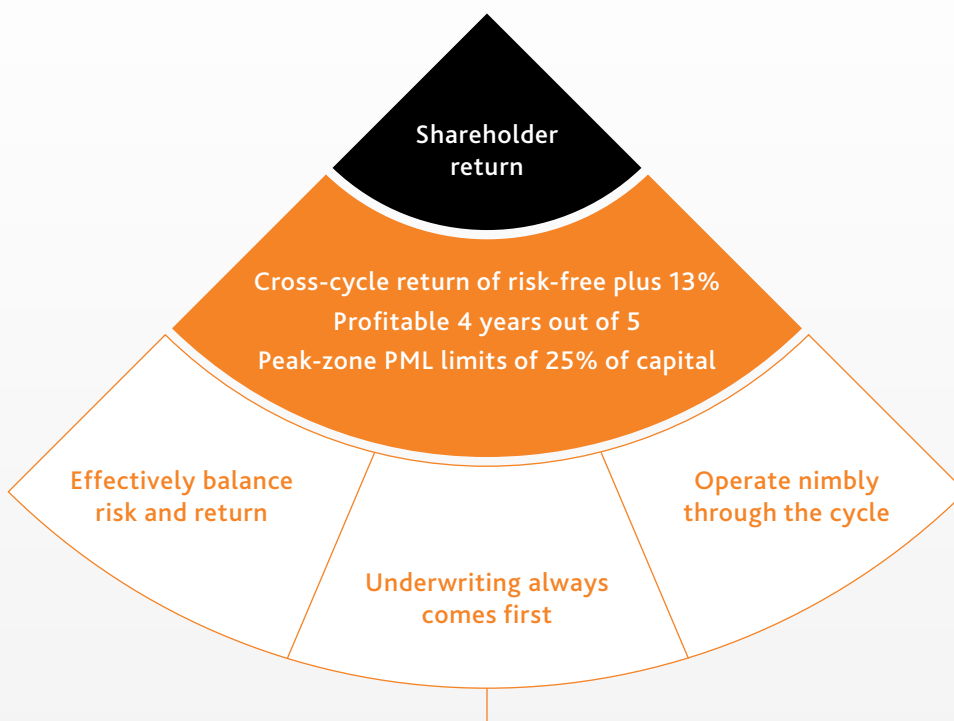 Shareholder
return
Cross-cycle return of risk-free plus 13%
Profitable 4 years out of 5
Peak-zone PML limits of 25% of capital
Effectively balance
risk and return
Underwriting always
comes first
Operate nimbly
through the cycle